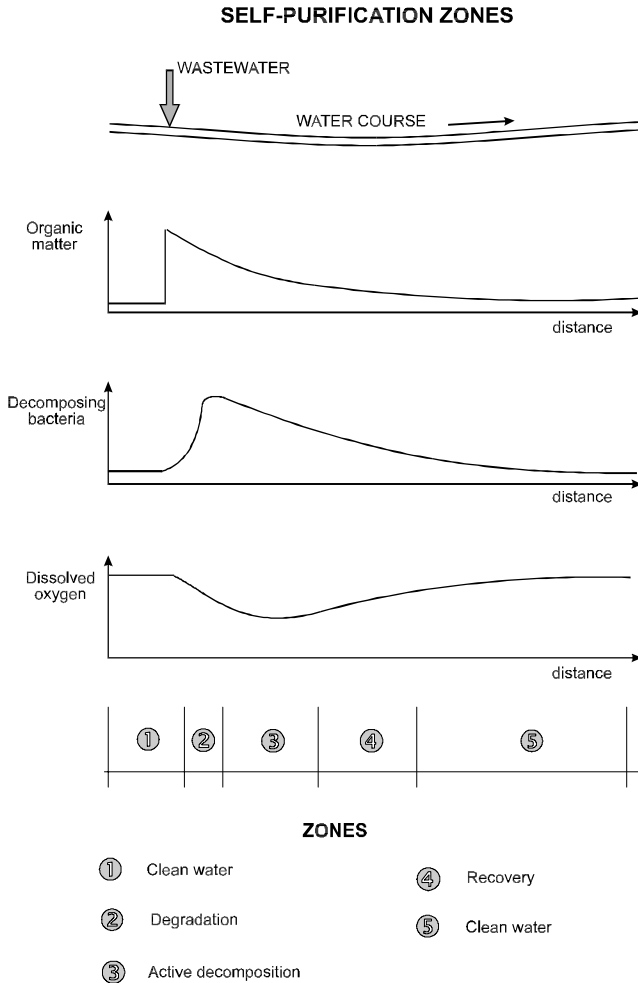 SELF-PURIFICATION ZONES
WASTEWATER
WATER COURSE
Organic
matter
distance
Decomposing
bacteria
distance
Dissolved
oxygen
distance
1 2 3 4 5
ZONES
1 Clean water
2 Degradation
3 Active decomposition
4 Recovery
5 Clean water